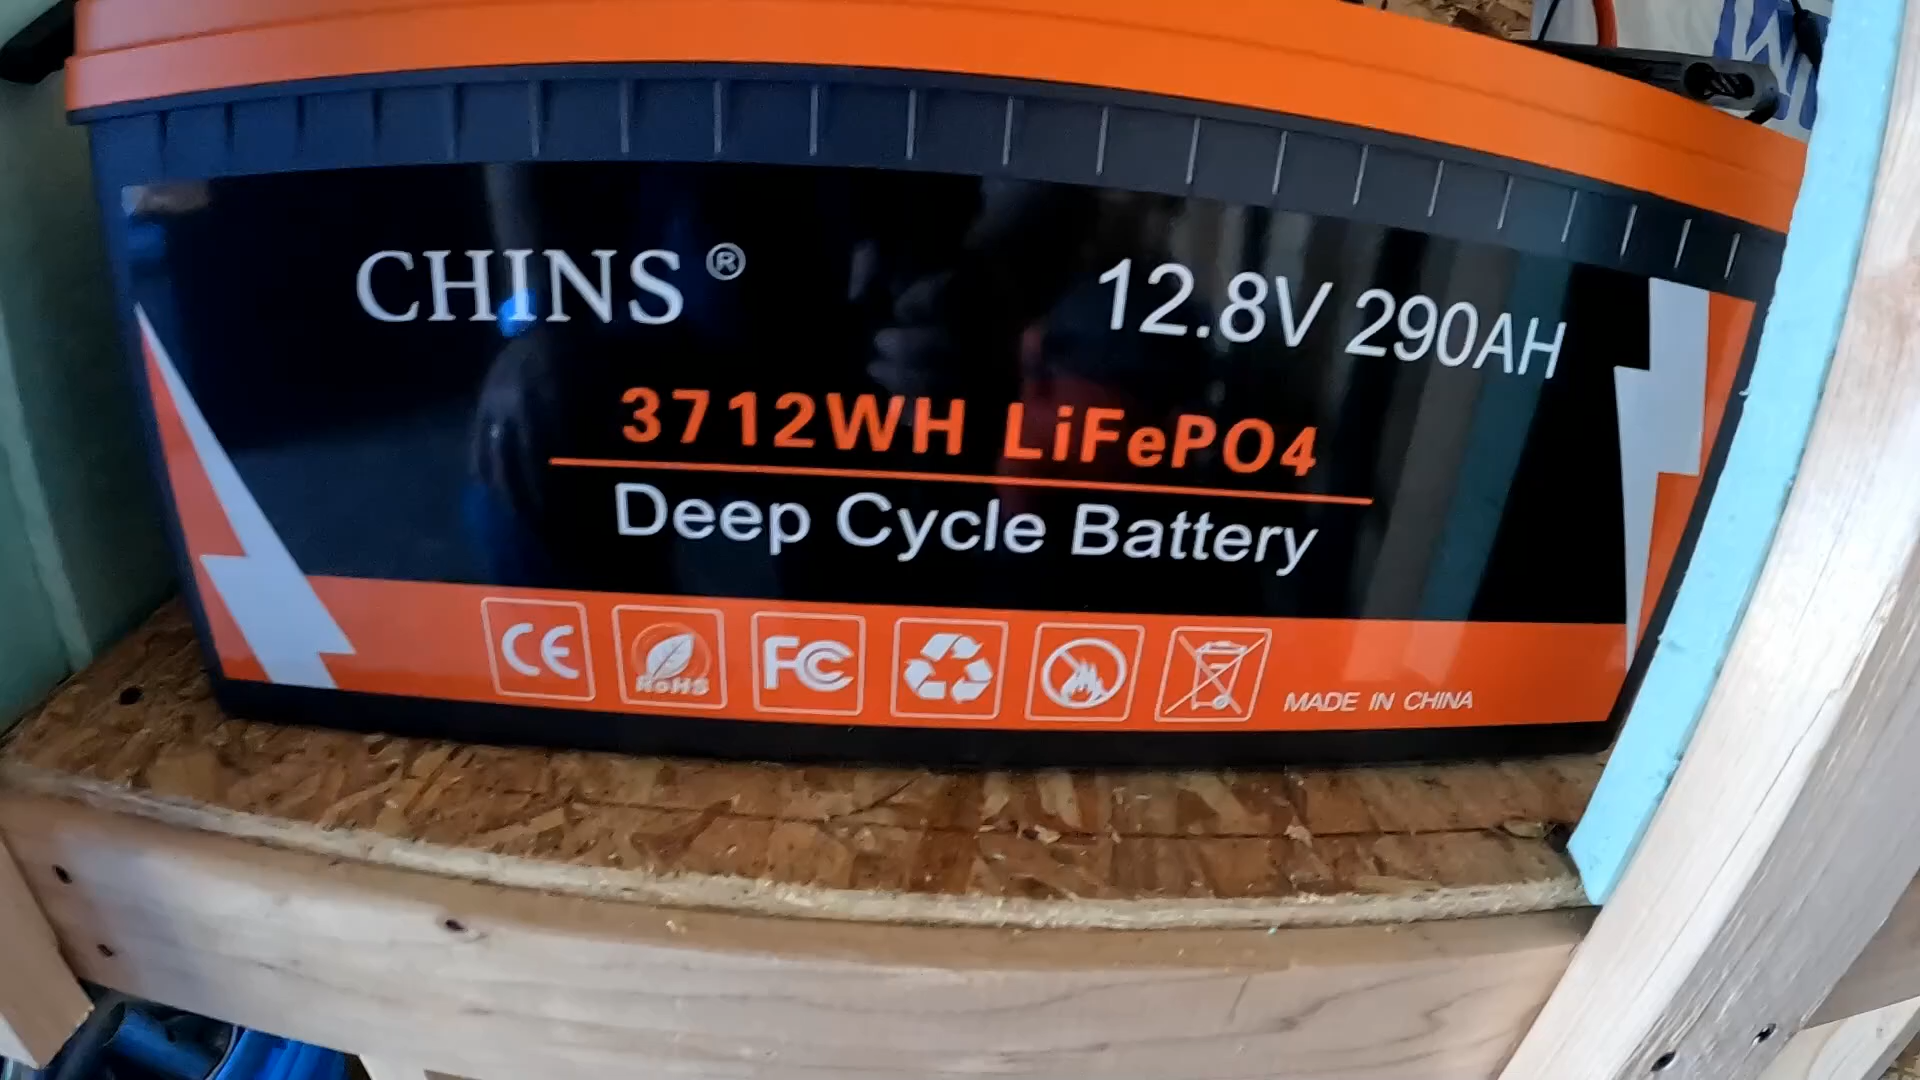 CHINS®
12.8V 290AH
3712WH LiFePO4
Deep Cycle Battery
CE
RoHS
FC
MADE IN CHINA